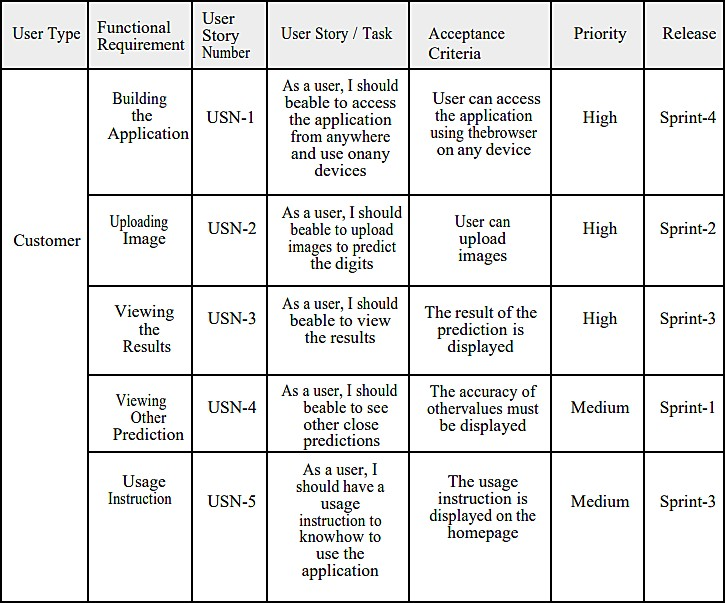 User Type
Functional
Requirement
User
Story
Number
User Story / Task
Acceptance
Criteria
Priority
Release
Customer
Building
the
Application
USN-1
As a user, I should
beable to access
the application
from anywhere
and use onany
devices
User can access
the application
using thebrowser
on any device
High
Sprint-4
Uploading
Image
USN-2
As a user, I should
beable to upload
images to predict
the digits
User can
upload
images
High
Sprint-2
Viewing
the
Results
USN-3
As a user, I should
beable to view
the results
The result of the
prediction is
displayed
High
Sprint-3
Viewing
Other
Prediction
USN-4
As a user, I should
beable to see
other close
predictions
The accuracy of
othervalues must
be displayed
Medium
Sprint-1
Usage
Instruction
USN-5
As a user, I
should have a
usage
instruction to
knowhow to
use the
application
The usage
instruction is
displayed on the
homepage
Medium
Sprint-3